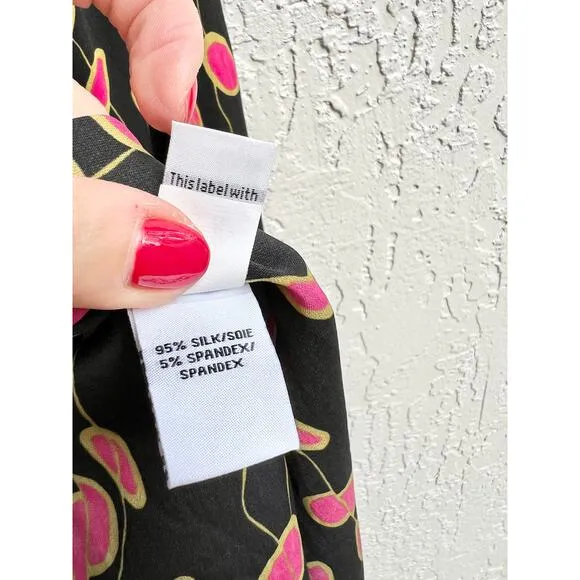 This label with
95% SILK/SOIE
5% SPANDEX/
SPANDEX